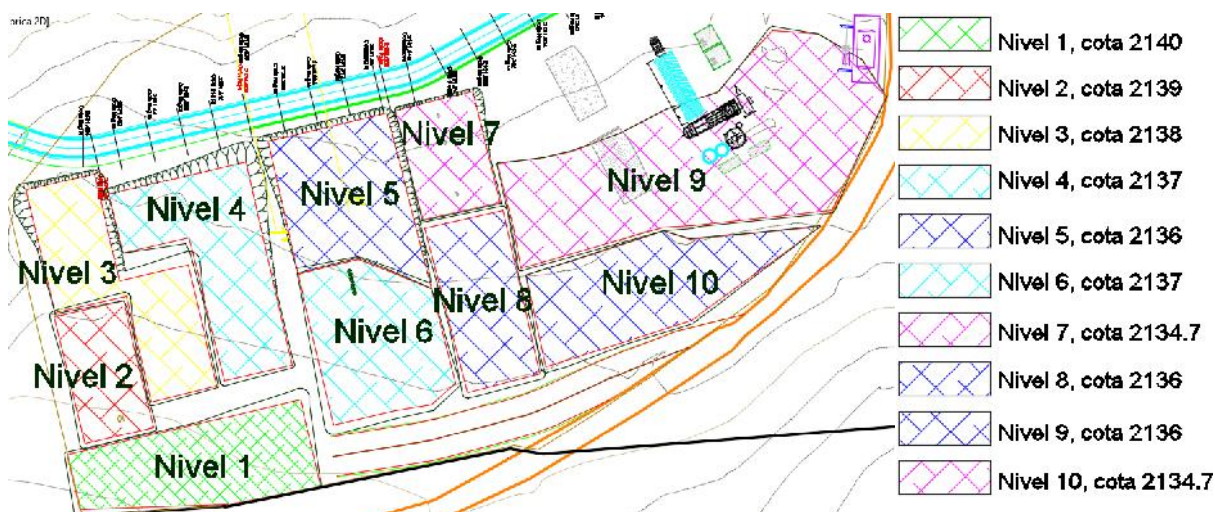 orica 2D]
Nivel 7
Nivel 5
Nivel 9
Nivel 4
Nivel 3
Nivel 10
Nivel 8
Nivel 6
Nivel 2
Nivel 1
Nivel 1, cota 2140
Nivel 2, cota 2139
Nivel 3, cota 2138
Nivel 4, cota 2137
Nivel 5, cota 2136
Nivel 6, cota 2137
Nivel 7, cota 2134.7
Nivel 8, cota 2136
Nivel 9, cota 2136
Nivel 10, cota 2134.7